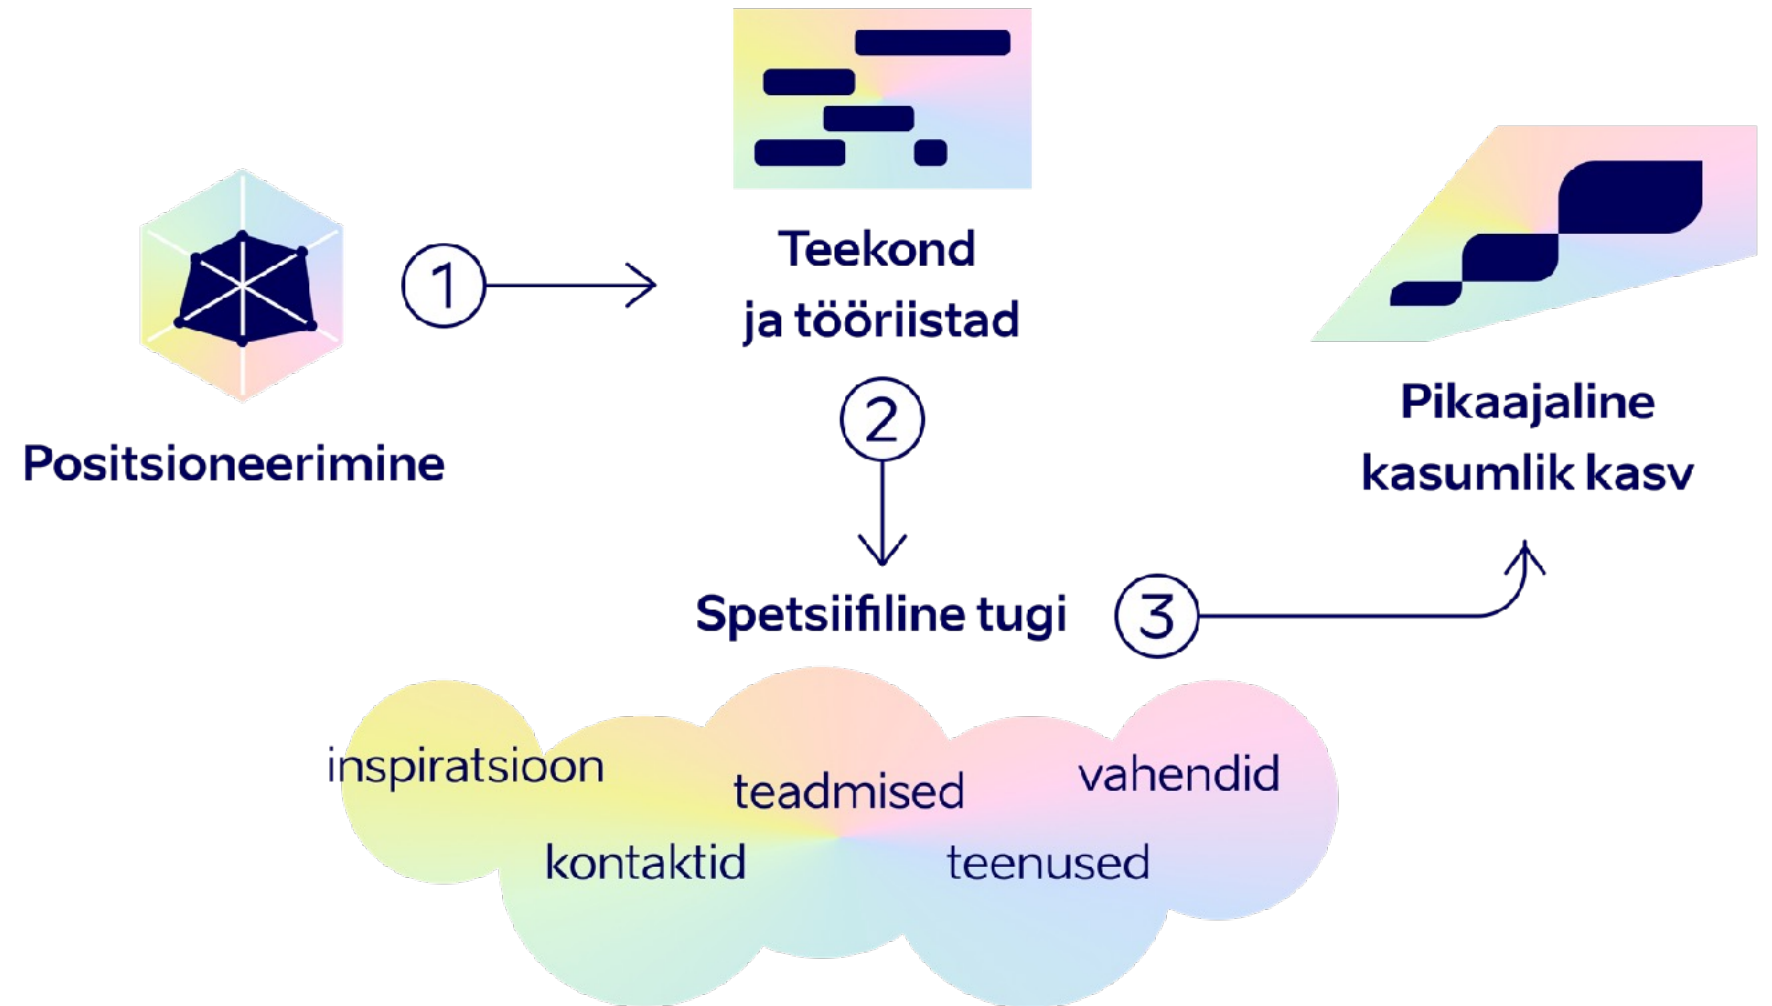 Positsioneerimine
1
Teekond
ja tööriistad
2
Spetsiifiline tugi
3
Pikaajaline
kasumlik kasv
inspiratsioon
teadmised
vahendid
kontaktid
teenused